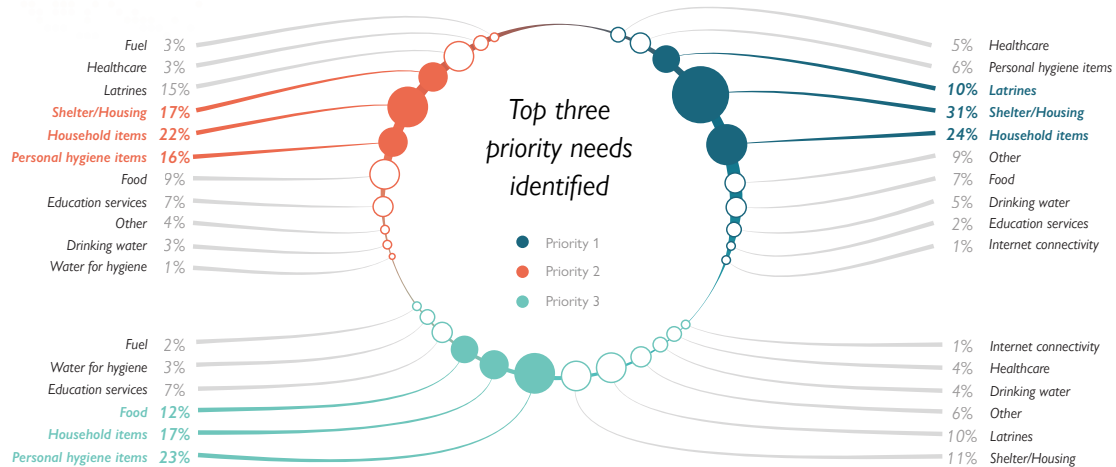 Fuel 3%
Healthcare 3%
Latrines 15%
Shelter/Housing 17%
Household items 22%
Personal hygiene items 16%
Food 9%
Education services 7%
Other 4%
Drinking water 3%
Water for hygiene 1%
Top three
priority needs
identified
Priority 1
Priority 2
Priority 3
5% Healthcare
6% Personal hygiene items
10% Latrines
31% Shelter/Housing
24% Household items
9% Other
7% Food
5% Drinking water
2% Education services
1% Internet connectivity
Fuel 2%
Water for hygiene 3%
Education services 7%
Food 12%
Household items 17%
Personal hygiene items 23%
1% Internet connectivity
4% Healthcare
4% Drinking water
6% Other
10% Latrines
11% Shelter/Housing